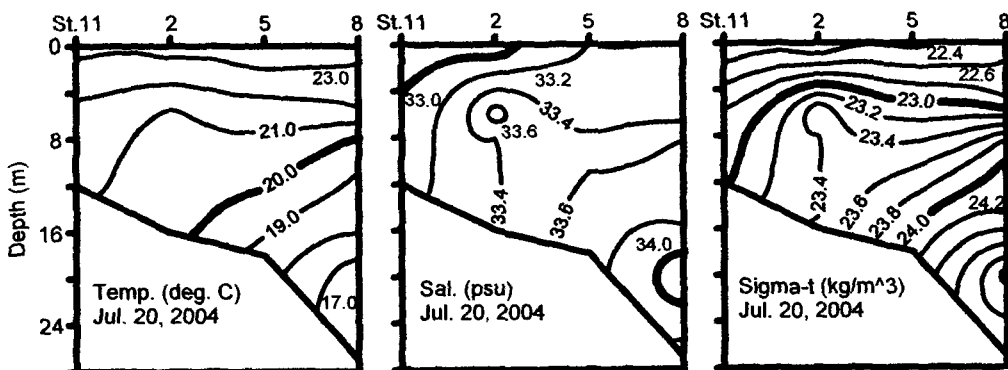 St.11 2 5 8
St.11 2 5 8
St.11 2 5 8
0
8
16
24
Depth (m)
23.0
21.0
20.0
19.0
17.0
Temp. (deg. C)
Jul. 20, 2004
33.0
33.2
33.4
33.6
33.4
33.6
34.0
Sal. (psu)
Jul. 20, 2004
22.4
22.6
23.0
23.2
23.4
23.4
23.6
23.8
24.0
24.2
Sigma-t (kg/m^3)
Jul. 20, 2004